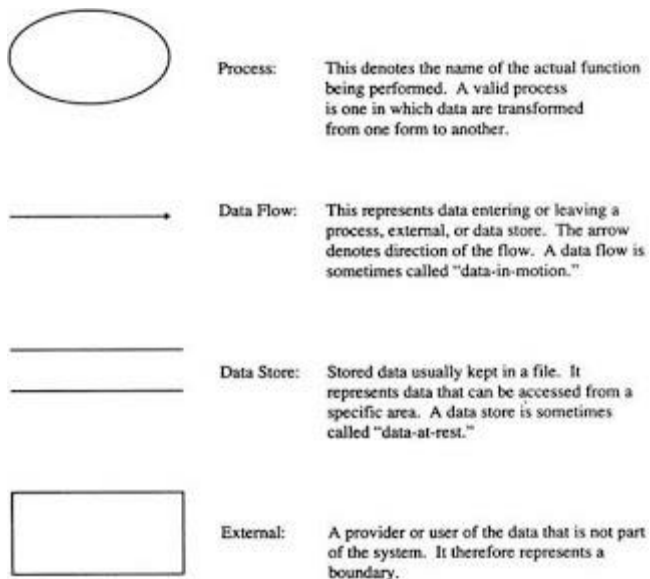 Process: This denotes the name of the actual function
being performed. A valid process
is one in which data are transformed
from one form to another.
Data Flow: This represents data entering or leaving a
process, external, or data store. The arrow
denotes direction of the flow. A data flow is
sometimes called "data-in-motion."
Data Store: Stored data usually kept in a file. It
represents data that can be accessed from a
specific area. A data store is sometimes
called "data-at-rest."
External: A provider or user of the data that is not part
of the system. It therefore represents a
boundary.